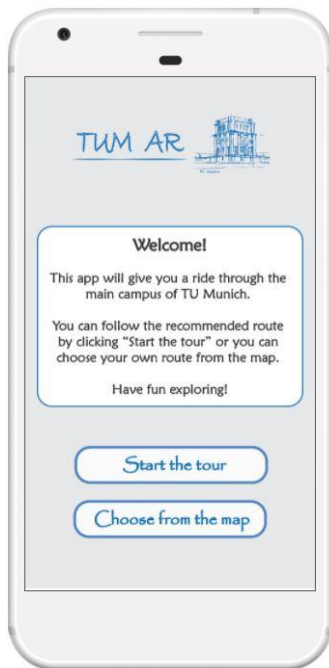 TUM AR
Welcome!
This app will give you a ride through the
main campus of TU Munich.
You can follow the recommended route
by clicking “Start the tour” or you can
choose your own route from the map.
Have fun exploring!
Start the tour
Choose from the map